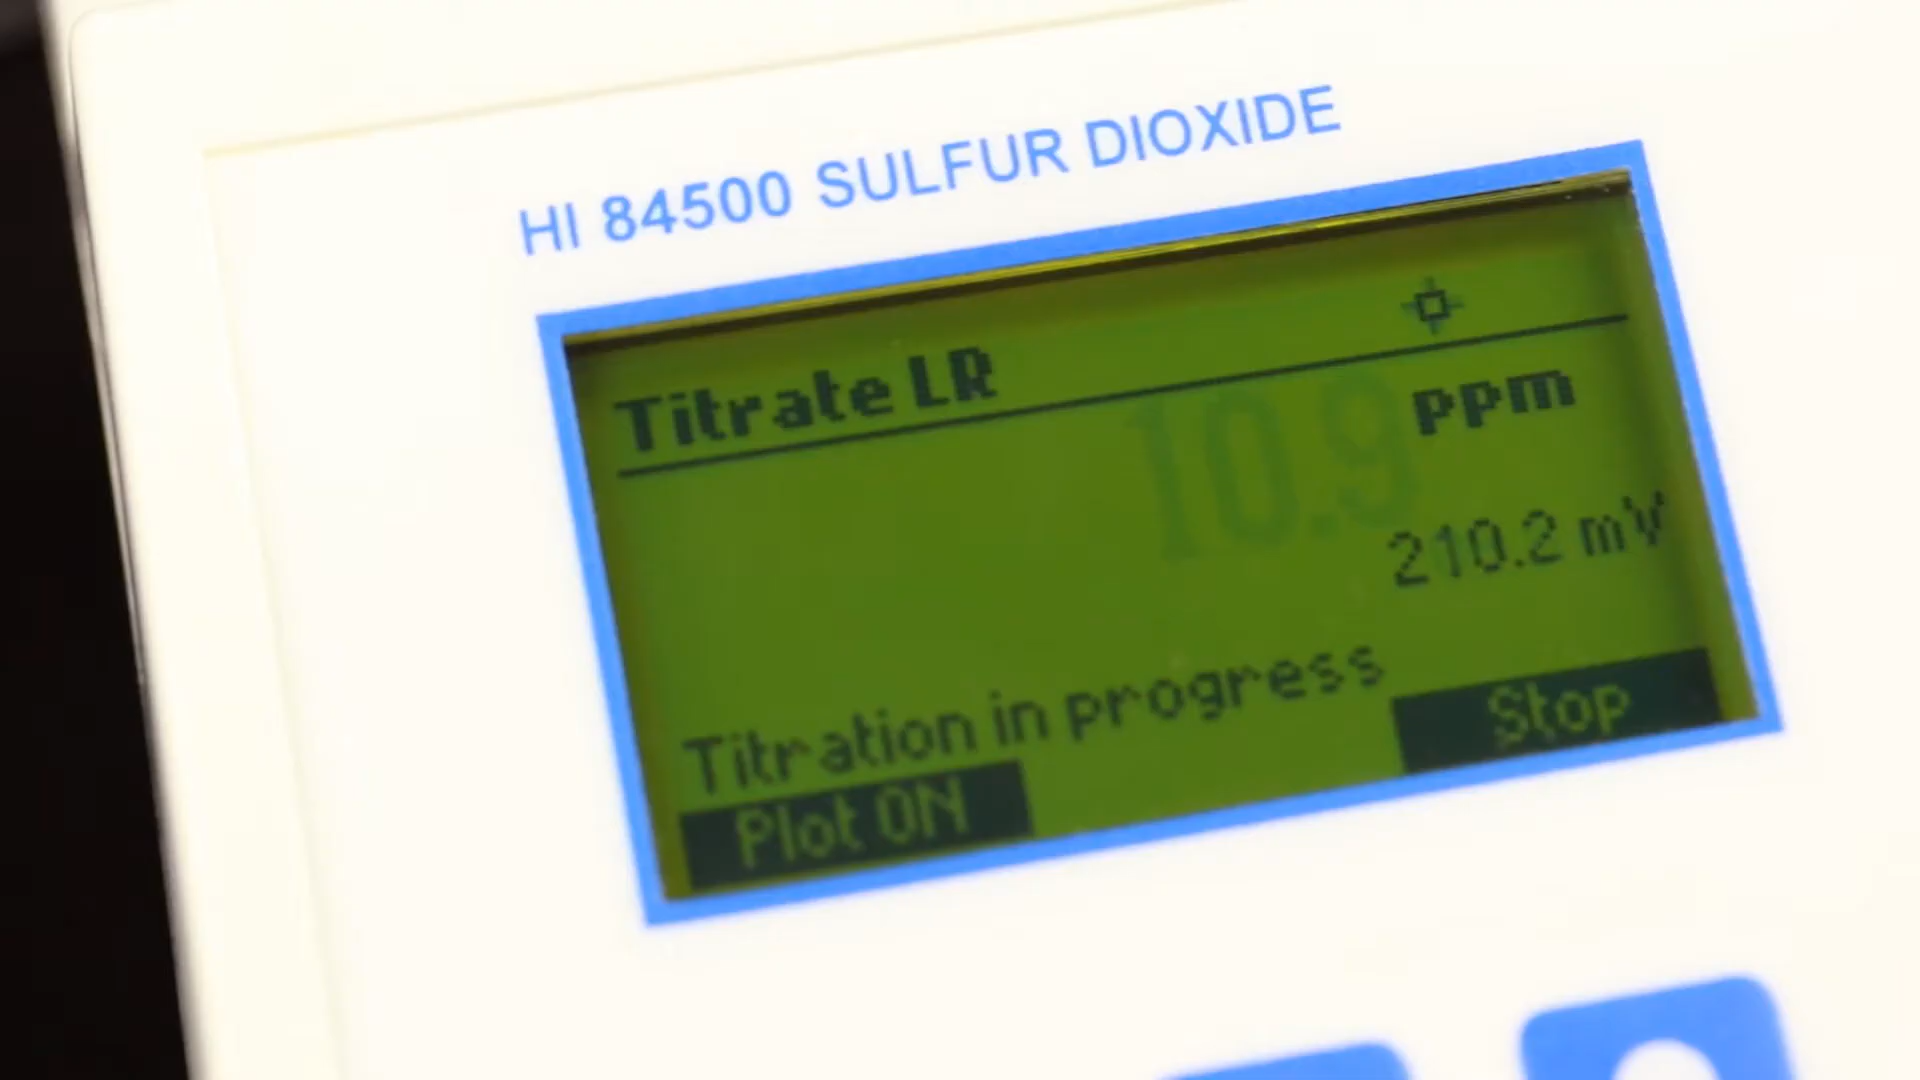 HI 84500 SULFUR DIOXIDE
Titrate LR
10.9 ppm
210.2 mV
Titration in progress
Plot ON Stop